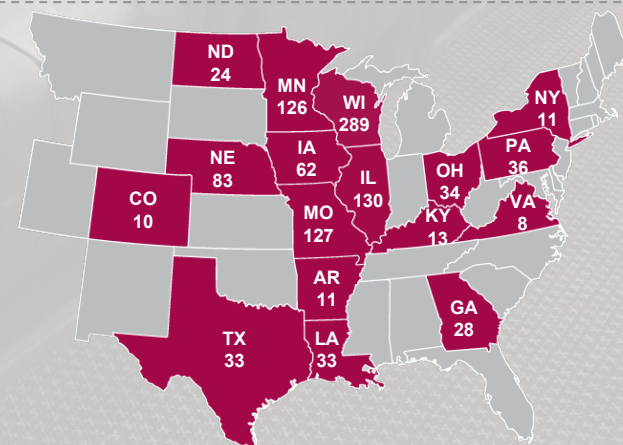 ND
24
MN
126
WI
289
NY
11
NE
83
IA
62
PA
36
IL
130
OH
34
CO
10
MO
127
KY
13
VA
8
AR
11
GA
28
TX
33
LA
33